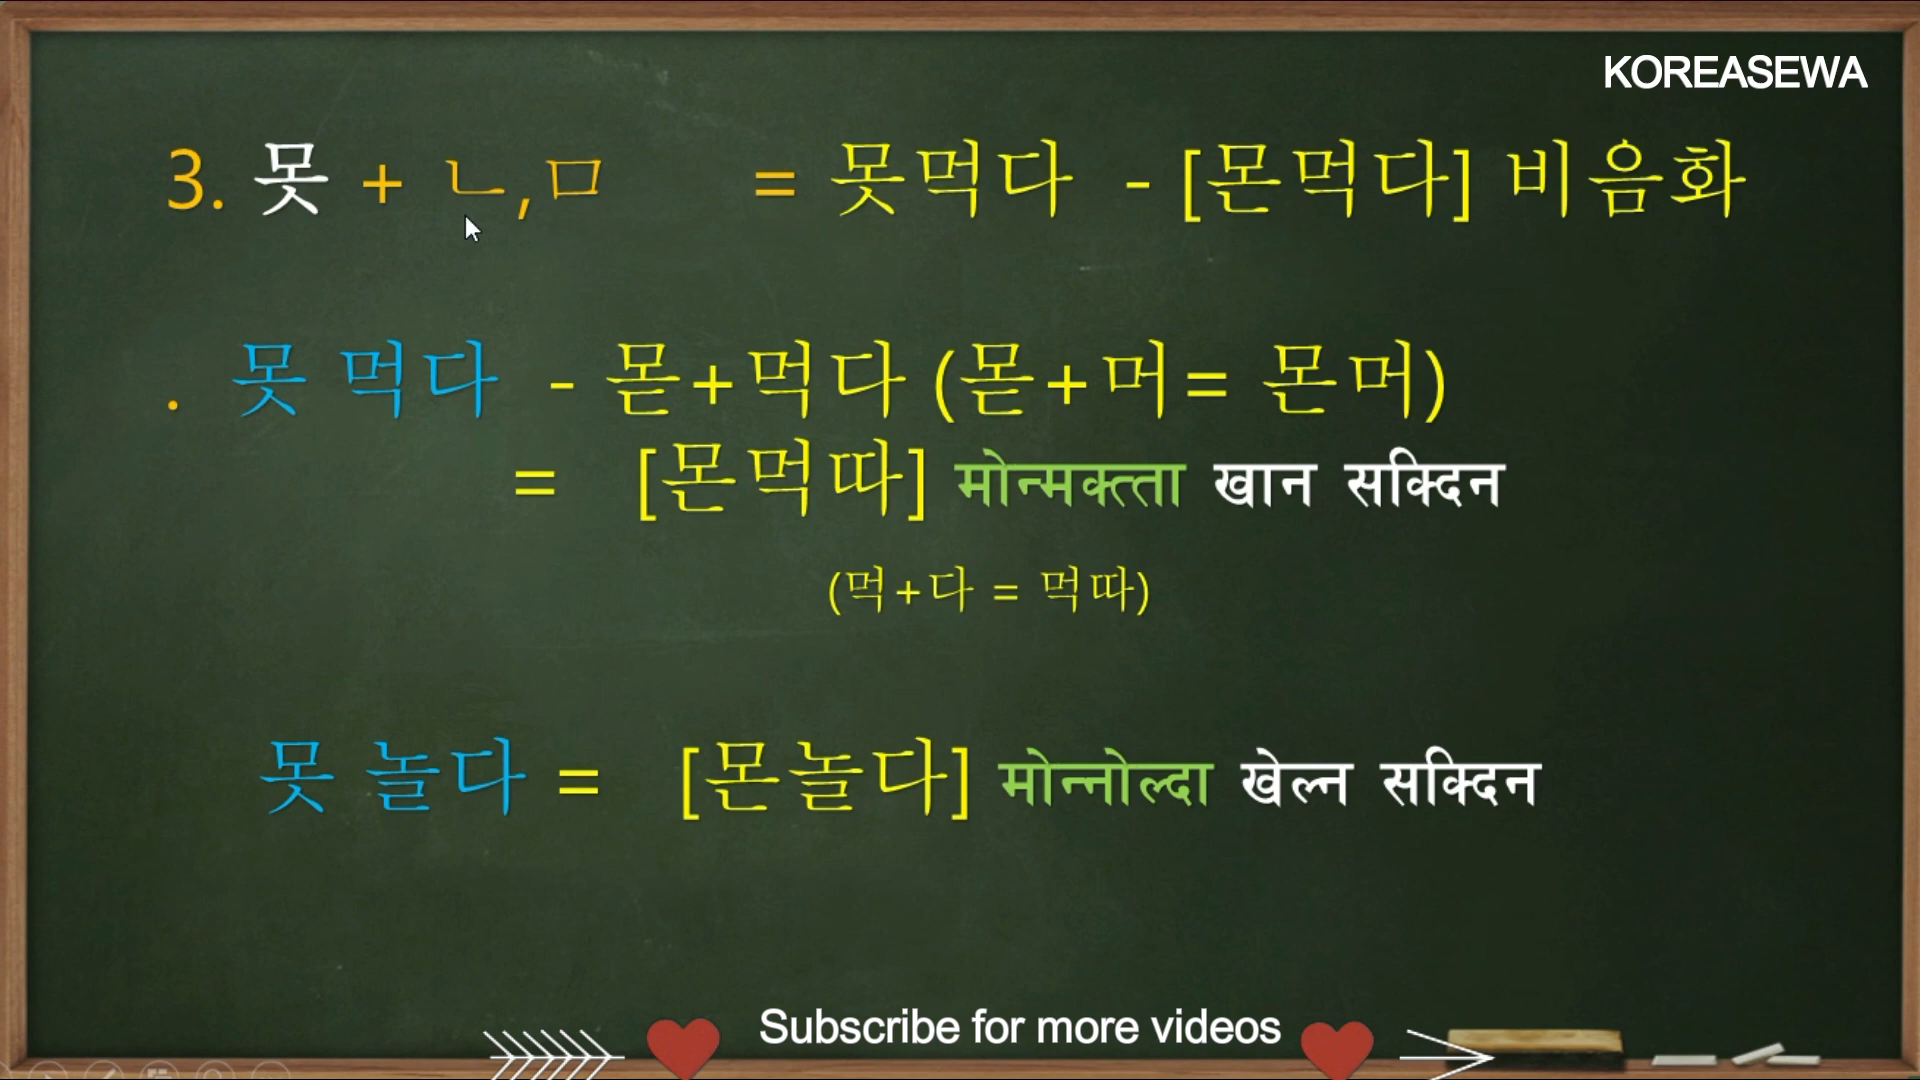 KOREASEWA
3. 못 + ㄴ,ㅁ = 못먹다 - [몬먹다] 비음화
. 못 먹다 - 몯+먹다 (몯+머= 몬머)
= [몬먹따] मोन्मक्त्ता खान सक्दिन
(먹+다 = 먹따)
못 놀다 = [몬놀다] मोन्नोल्दा खेल्न सक्दिन
Subscribe for more videos